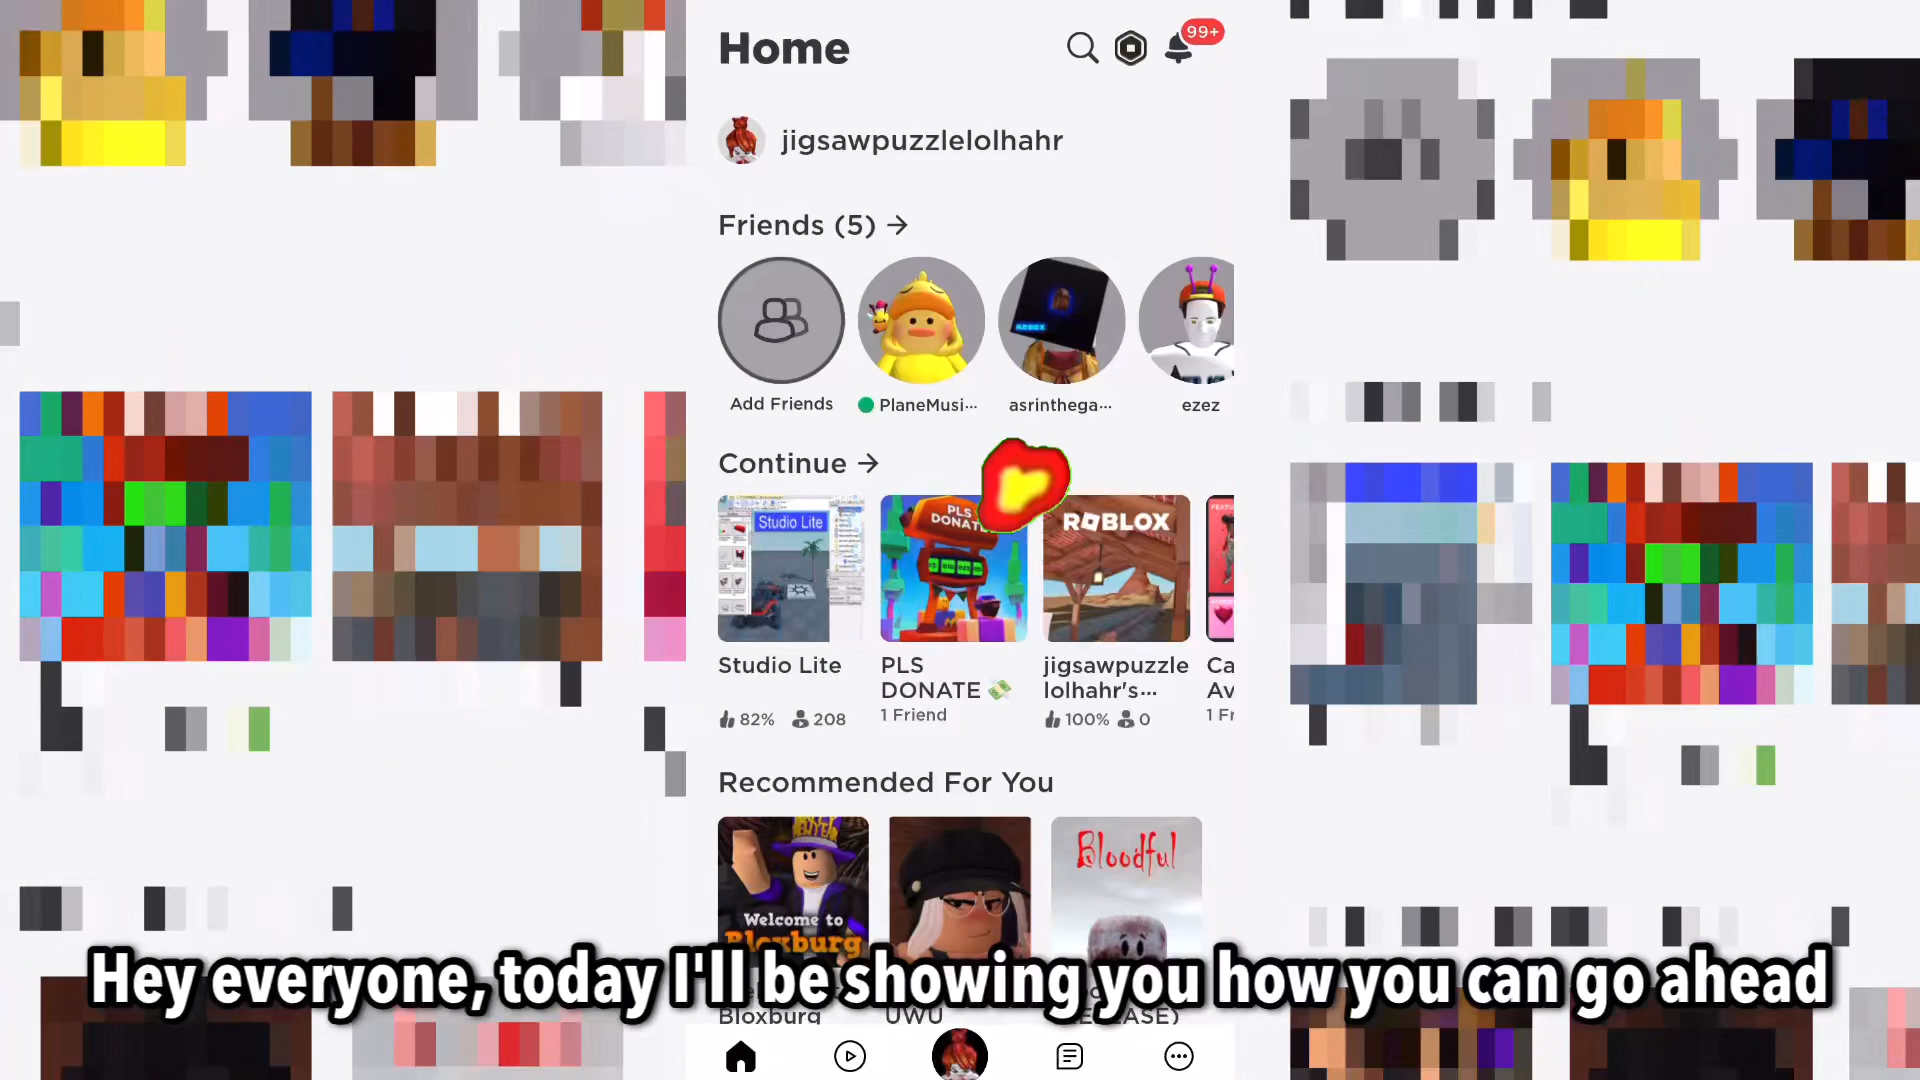 Home
99+
jigsawpuzzlelolhahr
Friends (5) →
Add Friends
PlaneMusi...
asrinthega...
ezez
Continue →
Studio Lite
PLS
DONATE
ROBLOX
Studio Lite
82% 208
PLS
DONATE 💸
1 Friend
jigsawpuzzle
lolhahr's...
100% 0
Ca
Av
1 Fr
Recommended For You
Welcome to
Bloxburg
Bloodful
Hey everyone, today I'll be showing you how you can go ahead
Bloxburg
UWU